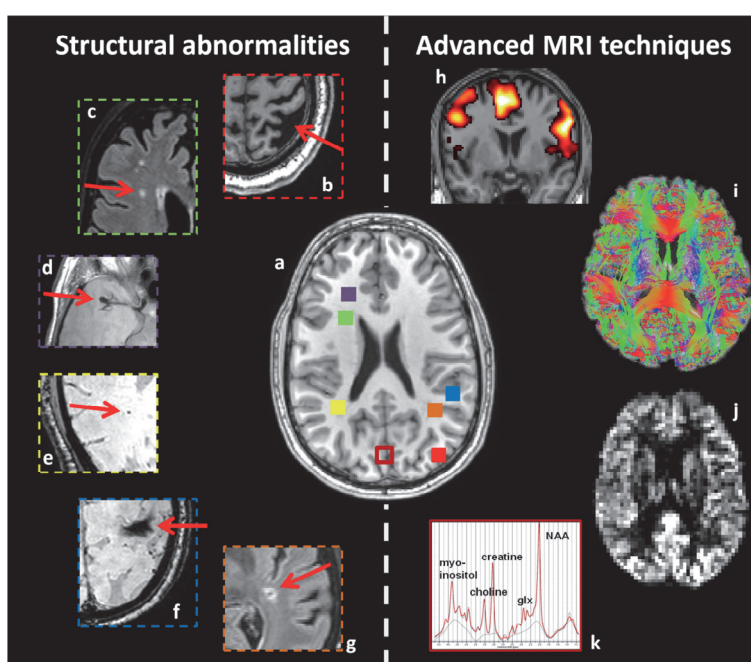 Structural abnormalities
Advanced MRI techniques
h
c
b
i
a
d
e
j
f
g
NAA
creatine
myo-
inositol
choline
glx
k